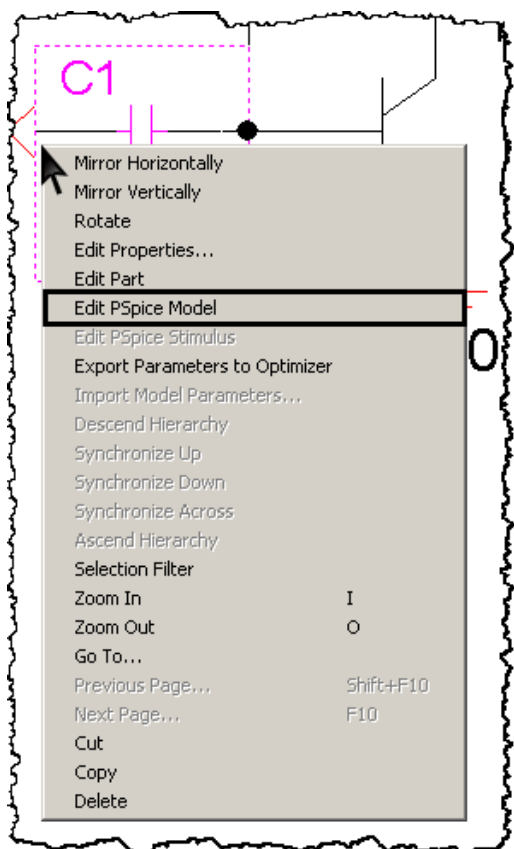 C1
Mirror Horizontally
Mirror Vertically
Rotate
Edit Properties...
Edit Part
Edit PSpice Model
Edit PSpice Stimulus
0
Export Parameters to Optimizer
Import Model Parameters...
Descend Hierarchy
Synchronize Up
Synchronize Down
Synchronize Across
Ascend Hierarchy
Selection Filter
Zoom In I
Zoom Out O
Go To...
Previous Page... Shift+F10
Next Page... F10
Cut
Copy
Delete